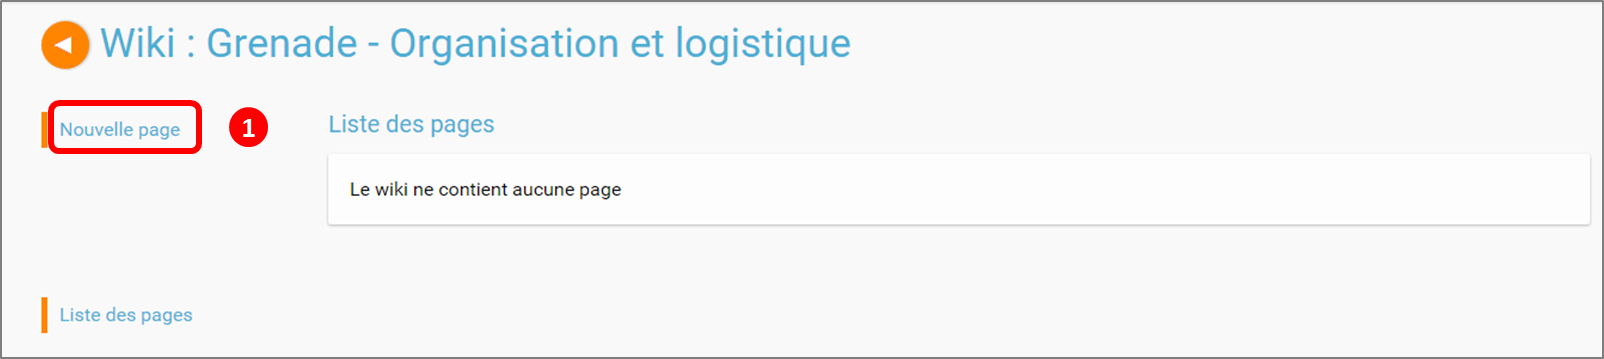 Wiki : Grenade - Organisation et logistique
Nouvelle page
1
Liste des pages
Le wiki ne contient aucune page
Liste des pages